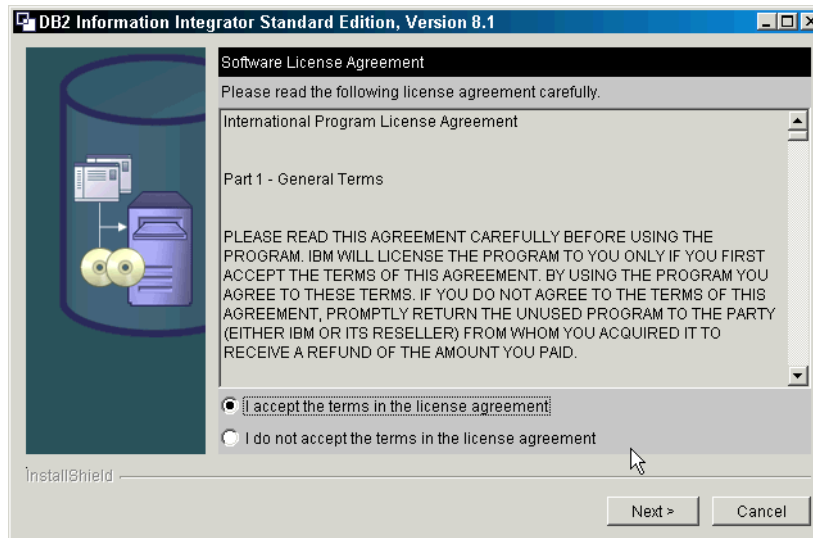 DB2 Information Integrator Standard Edition, Version 8.1
Software License Agreement
Please read the following license agreement carefully.
International Program License Agreement
Part 1 - General Terms
PLEASE READ THIS AGREEMENT CAREFULLY BEFORE USING THE
PROGRAM. IBM WILL LICENSE THE PROGRAM TO YOU ONLY IF YOU FIRST
ACCEPT THE TERMS OF THIS AGREEMENT. BY USING THE PROGRAM YOU
AGREE TO THESE TERMS. IF YOU DO NOT AGREE TO THE TERMS OF THIS
AGREEMENT, PROMPTLY RETURN THE UNUSED PROGRAM TO THE PARTY
(EITHER IBM OR ITS RESELLER) FROM WHOM YOU ACQUIRED IT TO
RECEIVE A REFUND OF THE AMOUNT YOU PAID.
I accept the terms in the license agreement
I do not accept the terms in the license agreement
InstallShield
Next >
Cancel